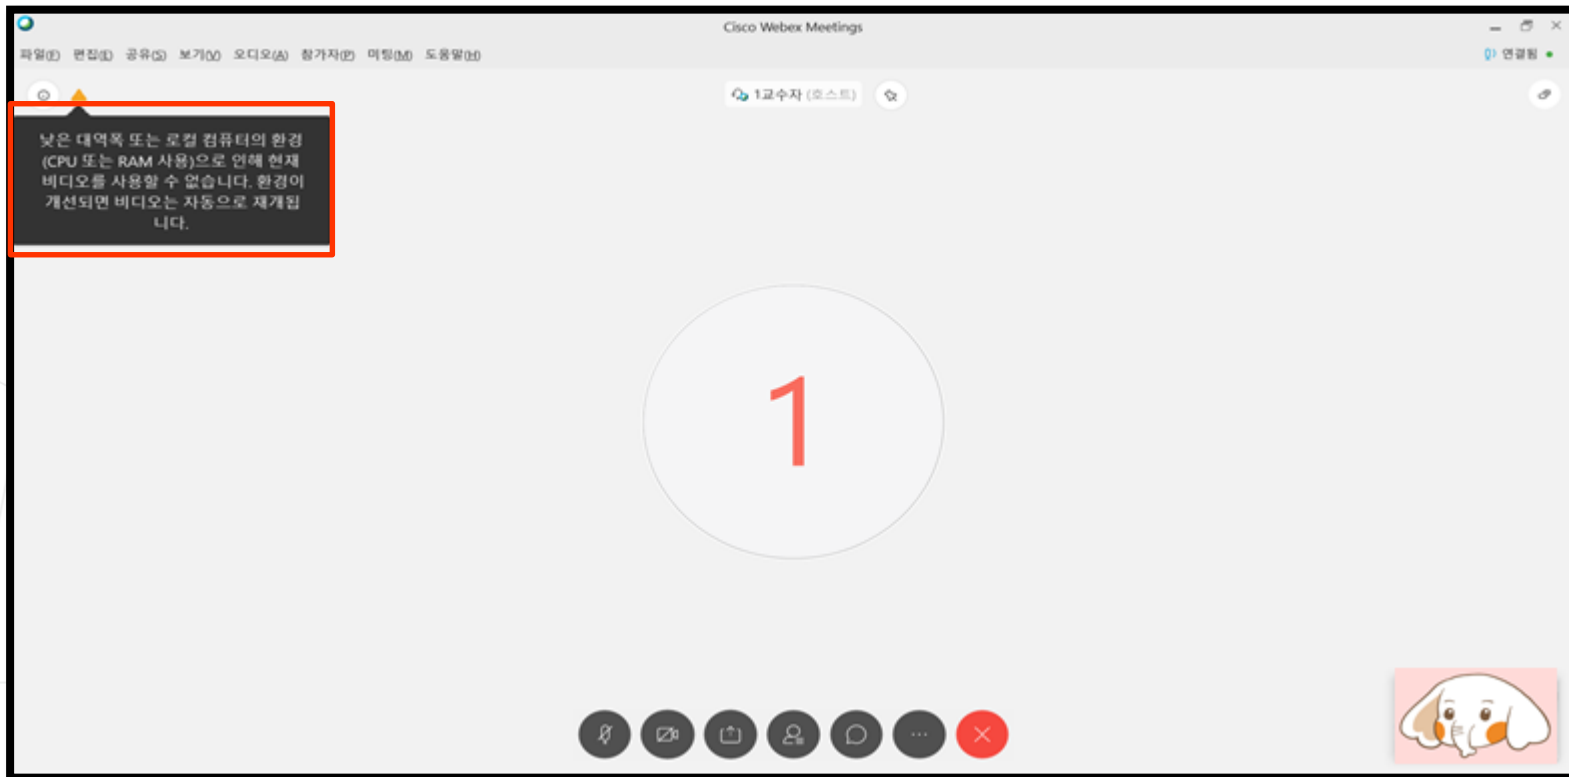 Cisco Webex Meetings
파일(F) 편집(E) 공유(S) 보기(V) 오디오(A) 참가자(P) 미팅(M) 도움말(H)
연결됨
1교수자 (호스트)
낮은 대역폭 또는 로컬 컴퓨터의 환경
(CPU 또는 RAM 사용)으로 인해 현재
비디오를 사용할 수 없습니다. 환경이
개선되면 비디오는 자동으로 재개됩
니다.
1